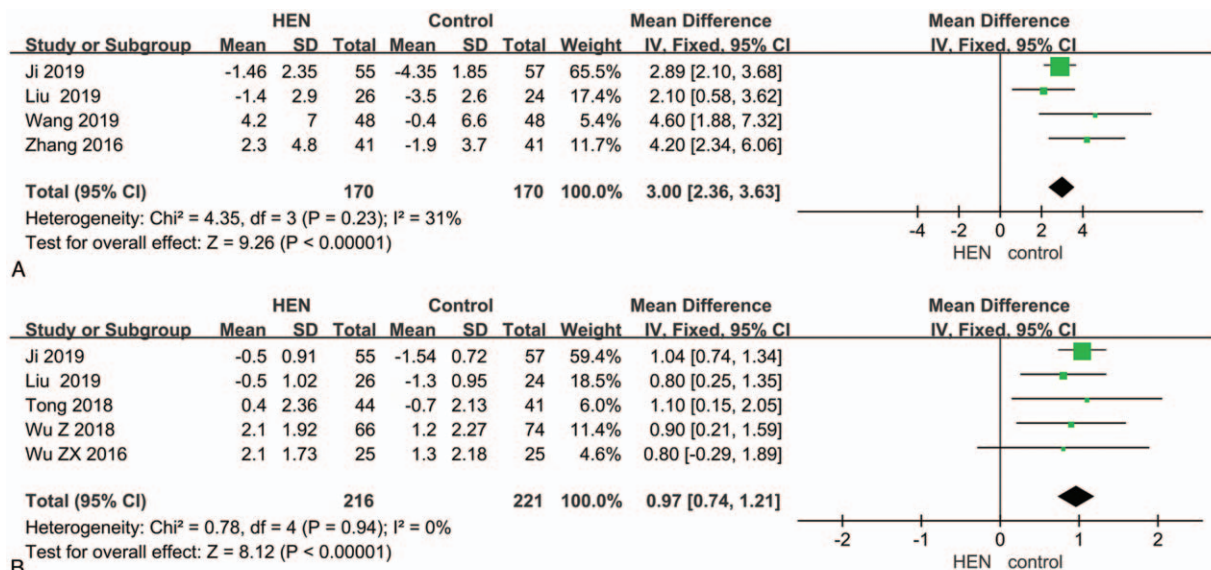 HEN Control Mean Difference Mean Difference
Study or Subgroup Mean SD Total Mean SD Total Weight IV, Fixed, 95% CI IV, Fixed, 95% CI
Ji 2019 -1.46 2.35 55 -4.35 1.85 57 65.5% 2.89 [2.10, 3.68]
Liu 2019 -1.4 2.9 26 -3.5 2.6 24 17.4% 2.10 [0.58, 3.62]
Wang 2019 4.2 7 48 -0.4 6.6 48 5.4% 4.60 [1.88, 7.32]
Zhang 2016 2.3 4.8 41 -1.9 3.7 41 11.7% 4.20 [2.34, 6.06]
Total (95% CI) 170 170 100.0% 3.00 [2.36, 3.63]
Heterogeneity: Chi² = 4.35, df = 3 (P = 0.23); I² = 31%
Test for overall effect: Z = 9.26 (P < 0.00001)
-4 -2 0 2 4
HEN control
A
HEN Control Mean Difference Mean Difference
Study or Subgroup Mean SD Total Mean SD Total Weight IV, Fixed, 95% CI IV, Fixed, 95% CI
Ji 2019 -0.5 0.91 55 -1.54 0.72 57 59.4% 1.04 [0.74, 1.34]
Liu 2019 -0.5 1.02 26 -1.3 0.95 24 18.5% 0.80 [0.25, 1.35]
Tong 2018 0.4 2.36 44 -0.7 2.13 41 6.0% 1.10 [0.15, 2.05]
Wu Z 2018 2.1 1.92 66 1.2 2.27 74 11.4% 0.90 [0.21, 1.59]
Wu ZX 2016 2.1 1.73 25 1.3 2.18 25 4.6% 0.80 [-0.29, 1.89]
Total (95% CI) 216 221 100.0% 0.97 [0.74, 1.21]
Heterogeneity: Chi² = 0.78, df = 4 (P = 0.94); I² = 0%
Test for overall effect: Z = 8.12 (P < 0.00001)
-2 -1 0 1 2
HEN control
B